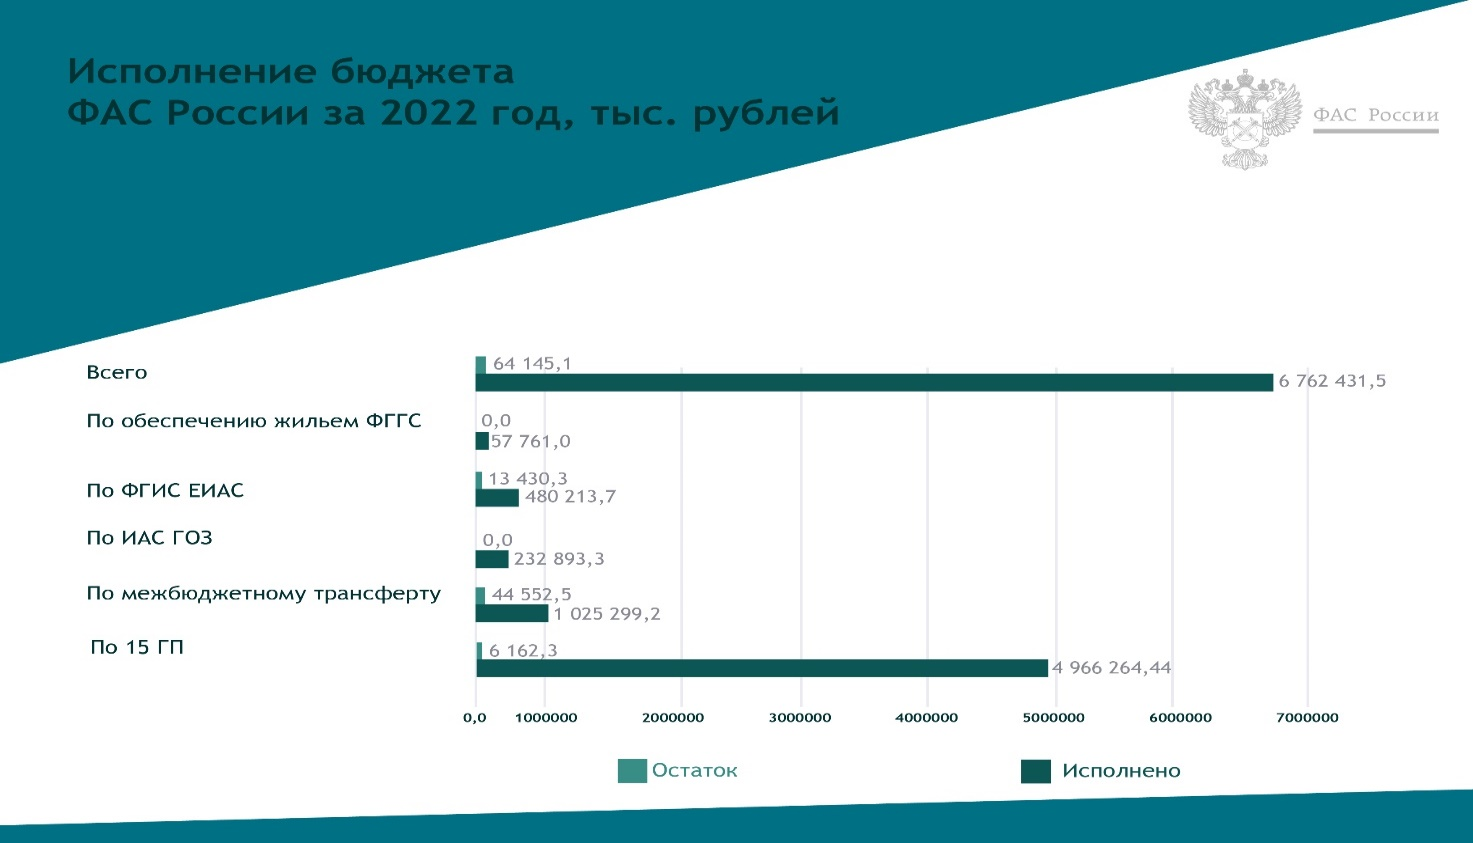 Исполнение бюджета
ФАС России за 2022 год, тыс. рублей
ФАС России
Всего
64 145,1
6 762 431,5
По обеспечению жильем ФГГС
0,0
57 761,0
По ФГИС ЕИАС
13 430,3
480 213,7
По ИАС ГОЗ
0,0
232 893,3
По межбюджетному трансферту
44 552,5
1 025 299,2
По 15 ГП
6 162,3
4 966 264,44
0,0 1000000 2000000 3000000 4000000 5000000 6000000 7000000
Остаток Исполнено